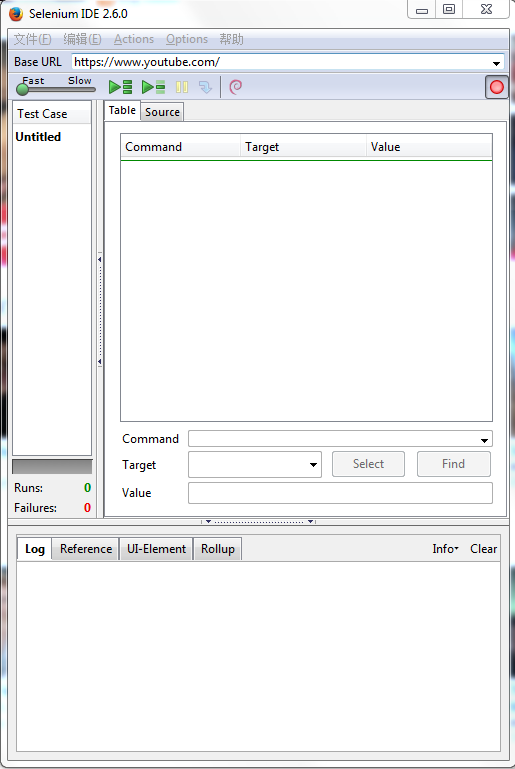 Selenium IDE 2.6.0
文件(F) 编辑(E) Actions Options 帮助
Base URL https://www.youtube.com/
Fast Slow
Test Case
Untitled
Table Source
Command Target Value
Command
Target Select Find
Value
Runs: 0
Failures: 0
Log Reference UI-Element Rollup Info Clear